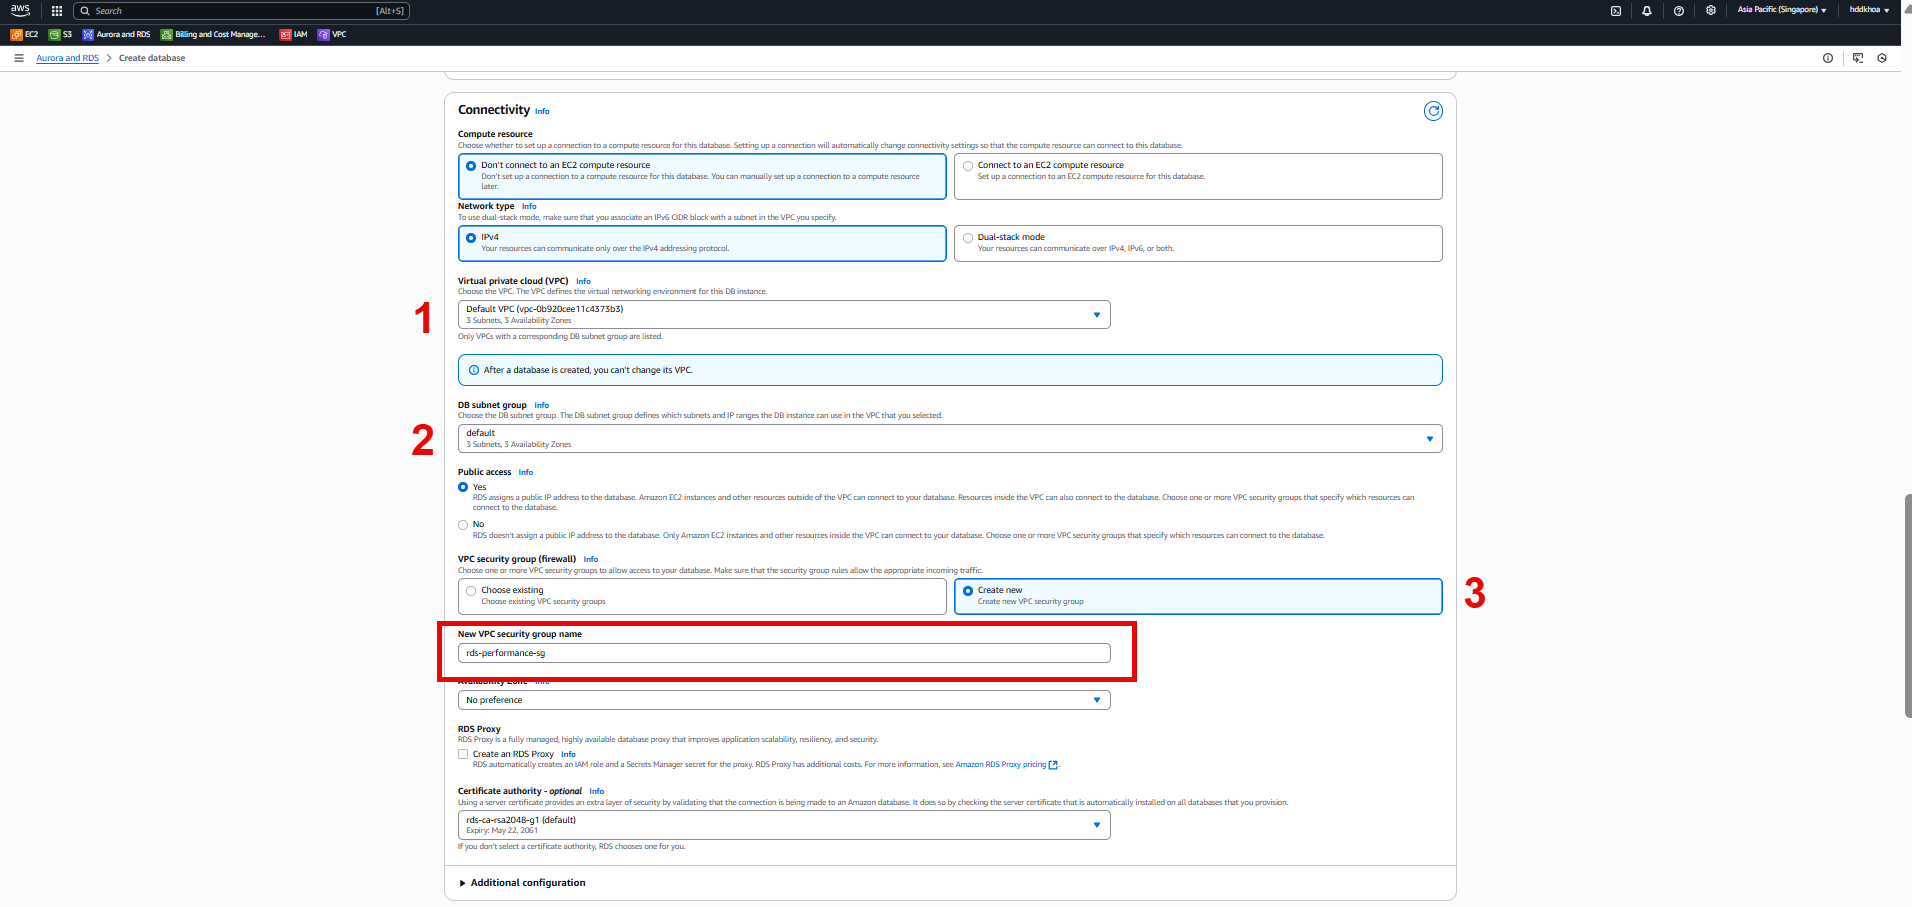 aws
Search [Alt+S]
Asia Pacific (Singapore) hddkhoa
EC2 S3 Aurora and RDS Billing and Cost Manage... IAM VPC
Aurora and RDS > Create database
Connectivity Info
Compute resource
Choose whether to set up a connection to a compute resource for this database. Setting up a connection will automatically change connectivity settings so that the compute resource can connect to this database.
Don't connect to an EC2 compute resource
Don't set up a connection to a compute resource for this database. You can manually set up a connection to a compute resource
later.
Connect to an EC2 compute resource
Set up a connection to an EC2 compute resource for this database.
Network type Info
To use dual-stack mode, make sure that you associate an IPv6 CIDR block with a subnet in the VPC you specify.
IPv4
Your resources can communicate only over the IPv4 addressing protocol.
Dual-stack mode
Your resources can communicate over IPv4, IPv6, or both.
Virtual private cloud (VPC) Info
Choose the VPC. The VPC defines the virtual networking environment for this DB instance.
1
Default VPC (vpc-0b920cee11c4373b3)
3 Subnets, 3 Availability Zones
Only VPCs with a corresponding DB subnet group are listed.
After a database is created, you can't change its VPC.
DB subnet group Info
Choose the DB subnet group. The DB subnet group defines which subnets and IP ranges the DB instance can use in the VPC that you selected.
2
default
3 Subnets, 3 Availability Zones
Public access Info
Yes
RDS assigns a public IP address to the database. Amazon EC2 instances and other resources outside of the VPC can connect to your database. Resources inside the VPC can also connect to the database. Choose one or more VPC security groups that specify which resources can
connect to the database.
No
RDS doesn't assign a public IP address to the database. Only Amazon EC2 instances and other resources inside the VPC can connect to your database. Choose one or more VPC security groups that specify which resources can connect to the database.
VPC security group (firewall) Info
Choose one or more VPC security groups to allow access to your database. Make sure that the security group rules allow the appropriate incoming traffic.
Choose existing
Choose existing VPC security groups
Create new
Create new VPC security group
3
New VPC security group name
rds-performance-sg
Availability Zone Info
No preference
RDS Proxy
RDS Proxy is a fully managed, highly available database proxy that improves application scalability, resiliency, and security.
Create an RDS Proxy Info
RDS automatically creates an IAM role and a Secrets Manager secret for the proxy. RDS Proxy has additional costs. For more information, see Amazon RDS Proxy pricing.
Certificate authority - optional Info
Using a server certificate provides an extra layer of security by validating that the connection is being made to an Amazon database. It does so by checking the server certificate that is automatically installed on all databases that you provision.
rds-ca-rsa2048-g1 (default)
Expiry: May 22, 2061
If you don't select a certificate authority, RDS chooses one for you.
Additional configuration